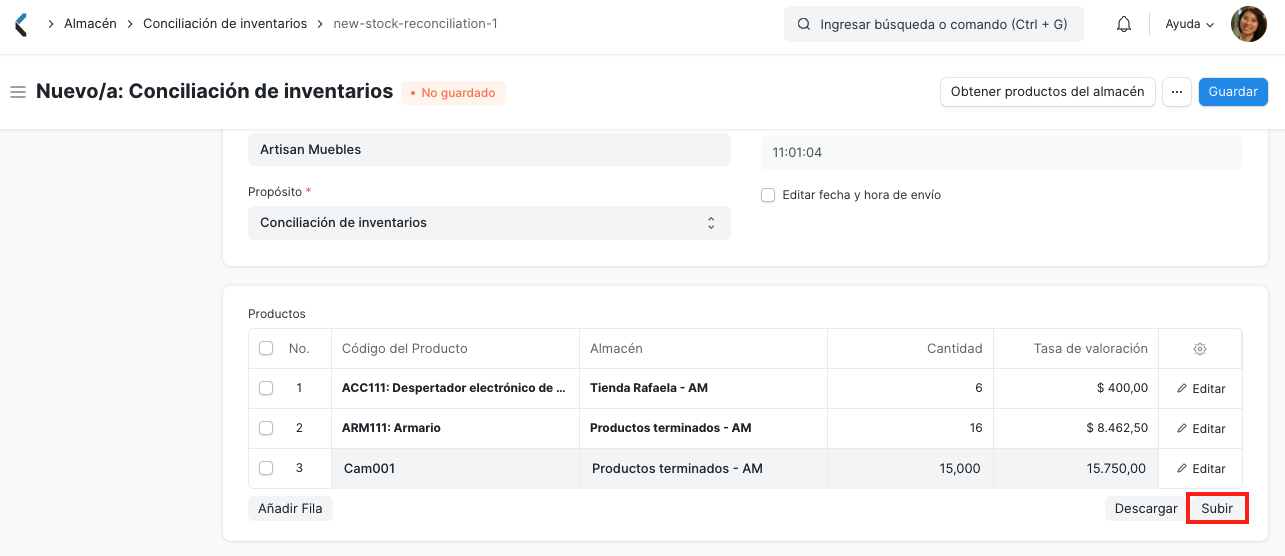 Almacén > Conciliación de inventarios > new-stock-reconciliation-1
Ingresar búsqueda o comando (Ctrl + G)
Ayuda
Nuevo/a: Conciliación de inventarios
• No guardado
Obtener productos del almacén
...
Guardar
Artisan Muebles
11:01:04
Propósito *
Editar fecha y hora de envío
Conciliación de inventarios
Productos
No. Código del Producto Almacén Cantidad Tasa de valoración
1 ACC111: Despertador electrónico de ... Tienda Rafaela - AM 6 $ 400,00 Editar
2 ARM111: Armario Productos terminados - AM 16 $ 8.462,50 Editar
3 Cam001 Productos terminados - AM 15,000 15.750,00 Editar
Añadir Fila
Descargar
Subir